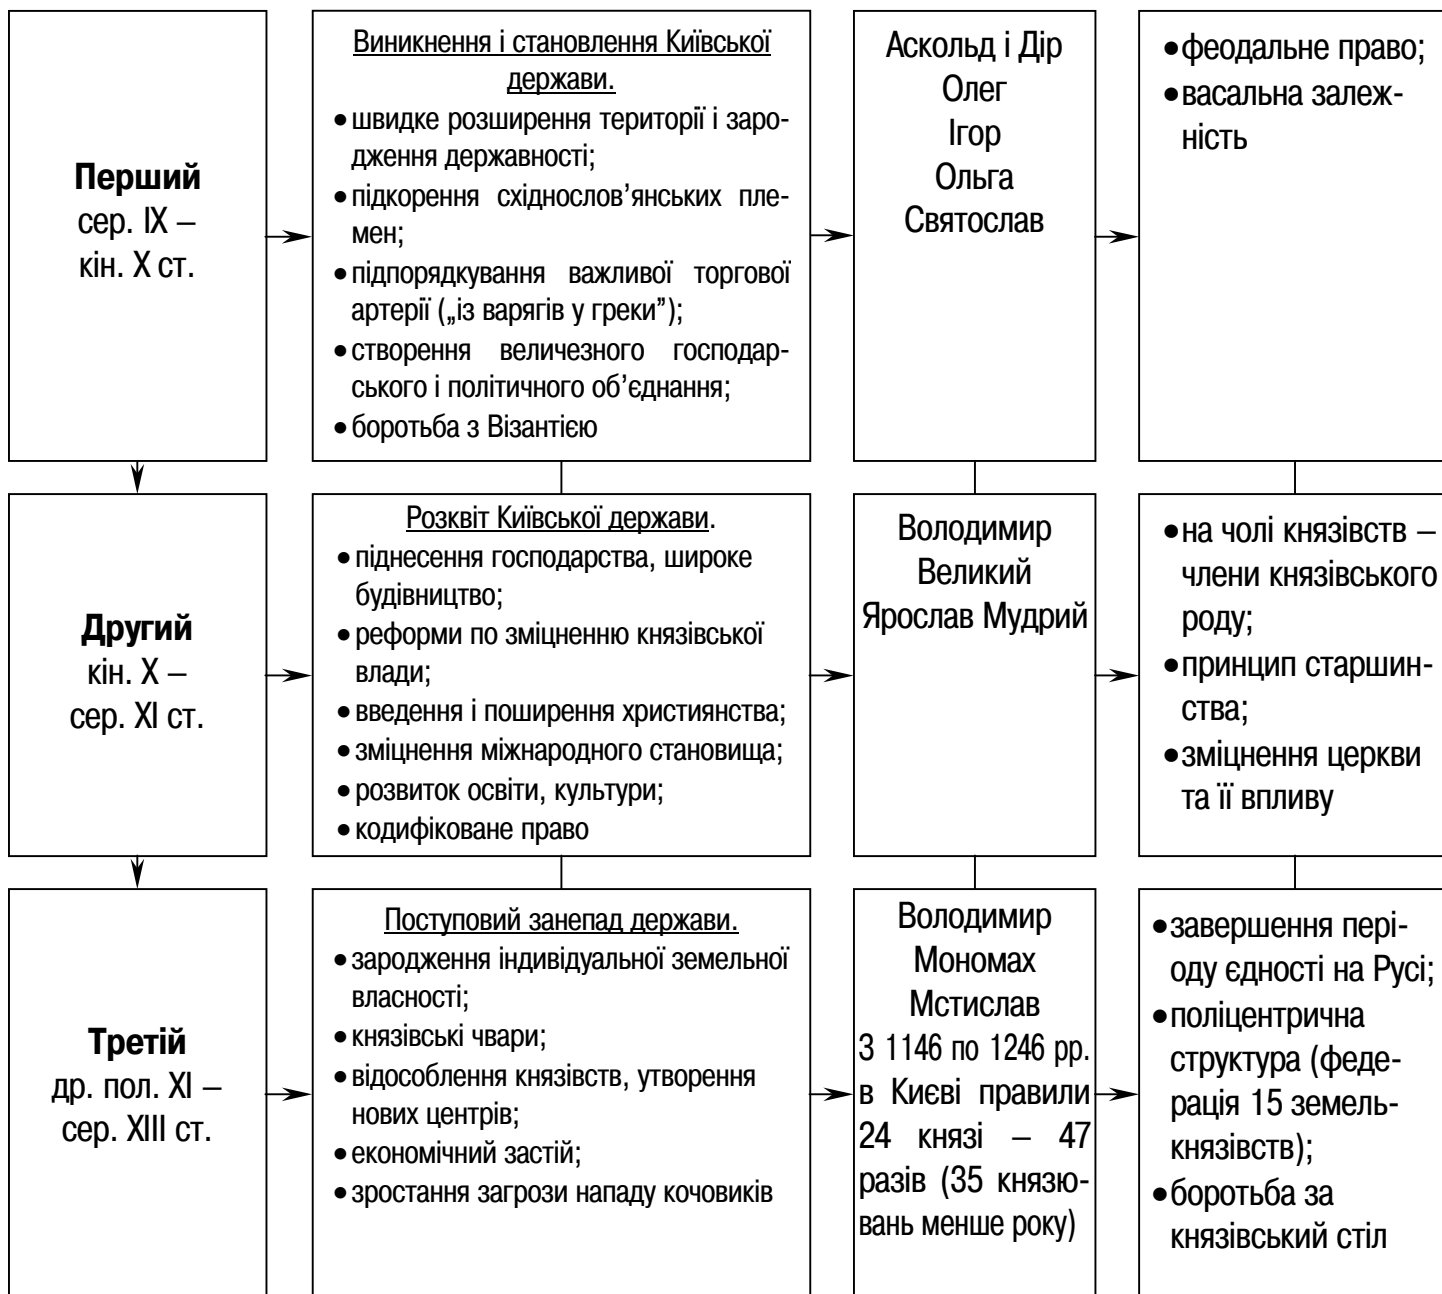 Перший
сер. IX –
кін. X ст.
Виникнення і становлення Київської
держави.
•швидке розширення території і заро-
дження державності;
•підкорення східнослов’янських пле-
мен;
•підпорядкування важливої торгової
артерії („із варягів у греки”);
•створення величезного господар-
ського і політичного об’єднання;
•боротьба з Візантією
Аскольд і Дір
Олег
Ігор
Ольга
Святослав
•феодальне право;
•васальна залеж-
ність
Другий
кін. X –
сер. XI ст.
Розквіт Київської держави.
•піднесення господарства, широке
будівництво;
•реформи по зміцненню князівської
влади;
•введення і поширення християнства;
•зміцнення міжнародного становища;
•розвиток освіти, культури;
•кодифіковане право
Володимир
Великий
Ярослав Мудрий
•на чолі князівств –
члени князівського
роду;
•принцип старшин-
ства;
•зміцнення церкви
та її впливу
Третій
др. пол. XI –
сер. XIII ст.
Поступовий занепад держави.
•зародження індивідуальної земельної
власності;
•князівські чвари;
•відособлення князівств, утворення
нових центрів;
•економічний застій;
•зростання загрози нападу кочовиків
Володимир
Мономах
Мстислав
З 1146 по 1246 рр.
в Києві правили
24 князі – 47
разів (35 князю-
вань менше року)
•завершення пері-
оду єдності на Русі;
•поліцентрична
структура (феде-
рація 15 земель-
князівств);
•боротьба за
князівський стіл